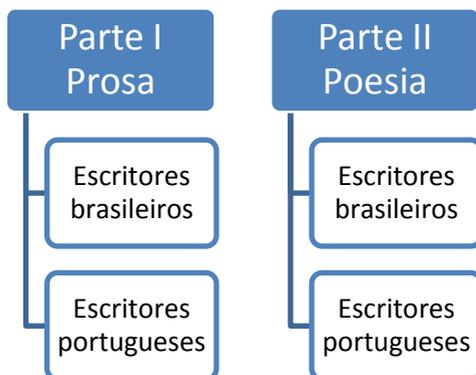 Parte I
Prosa
Escritores
brasileiros
Escritores
portugueses
Parte II
Poesia
Escritores
brasileiros
Escritores
portugueses